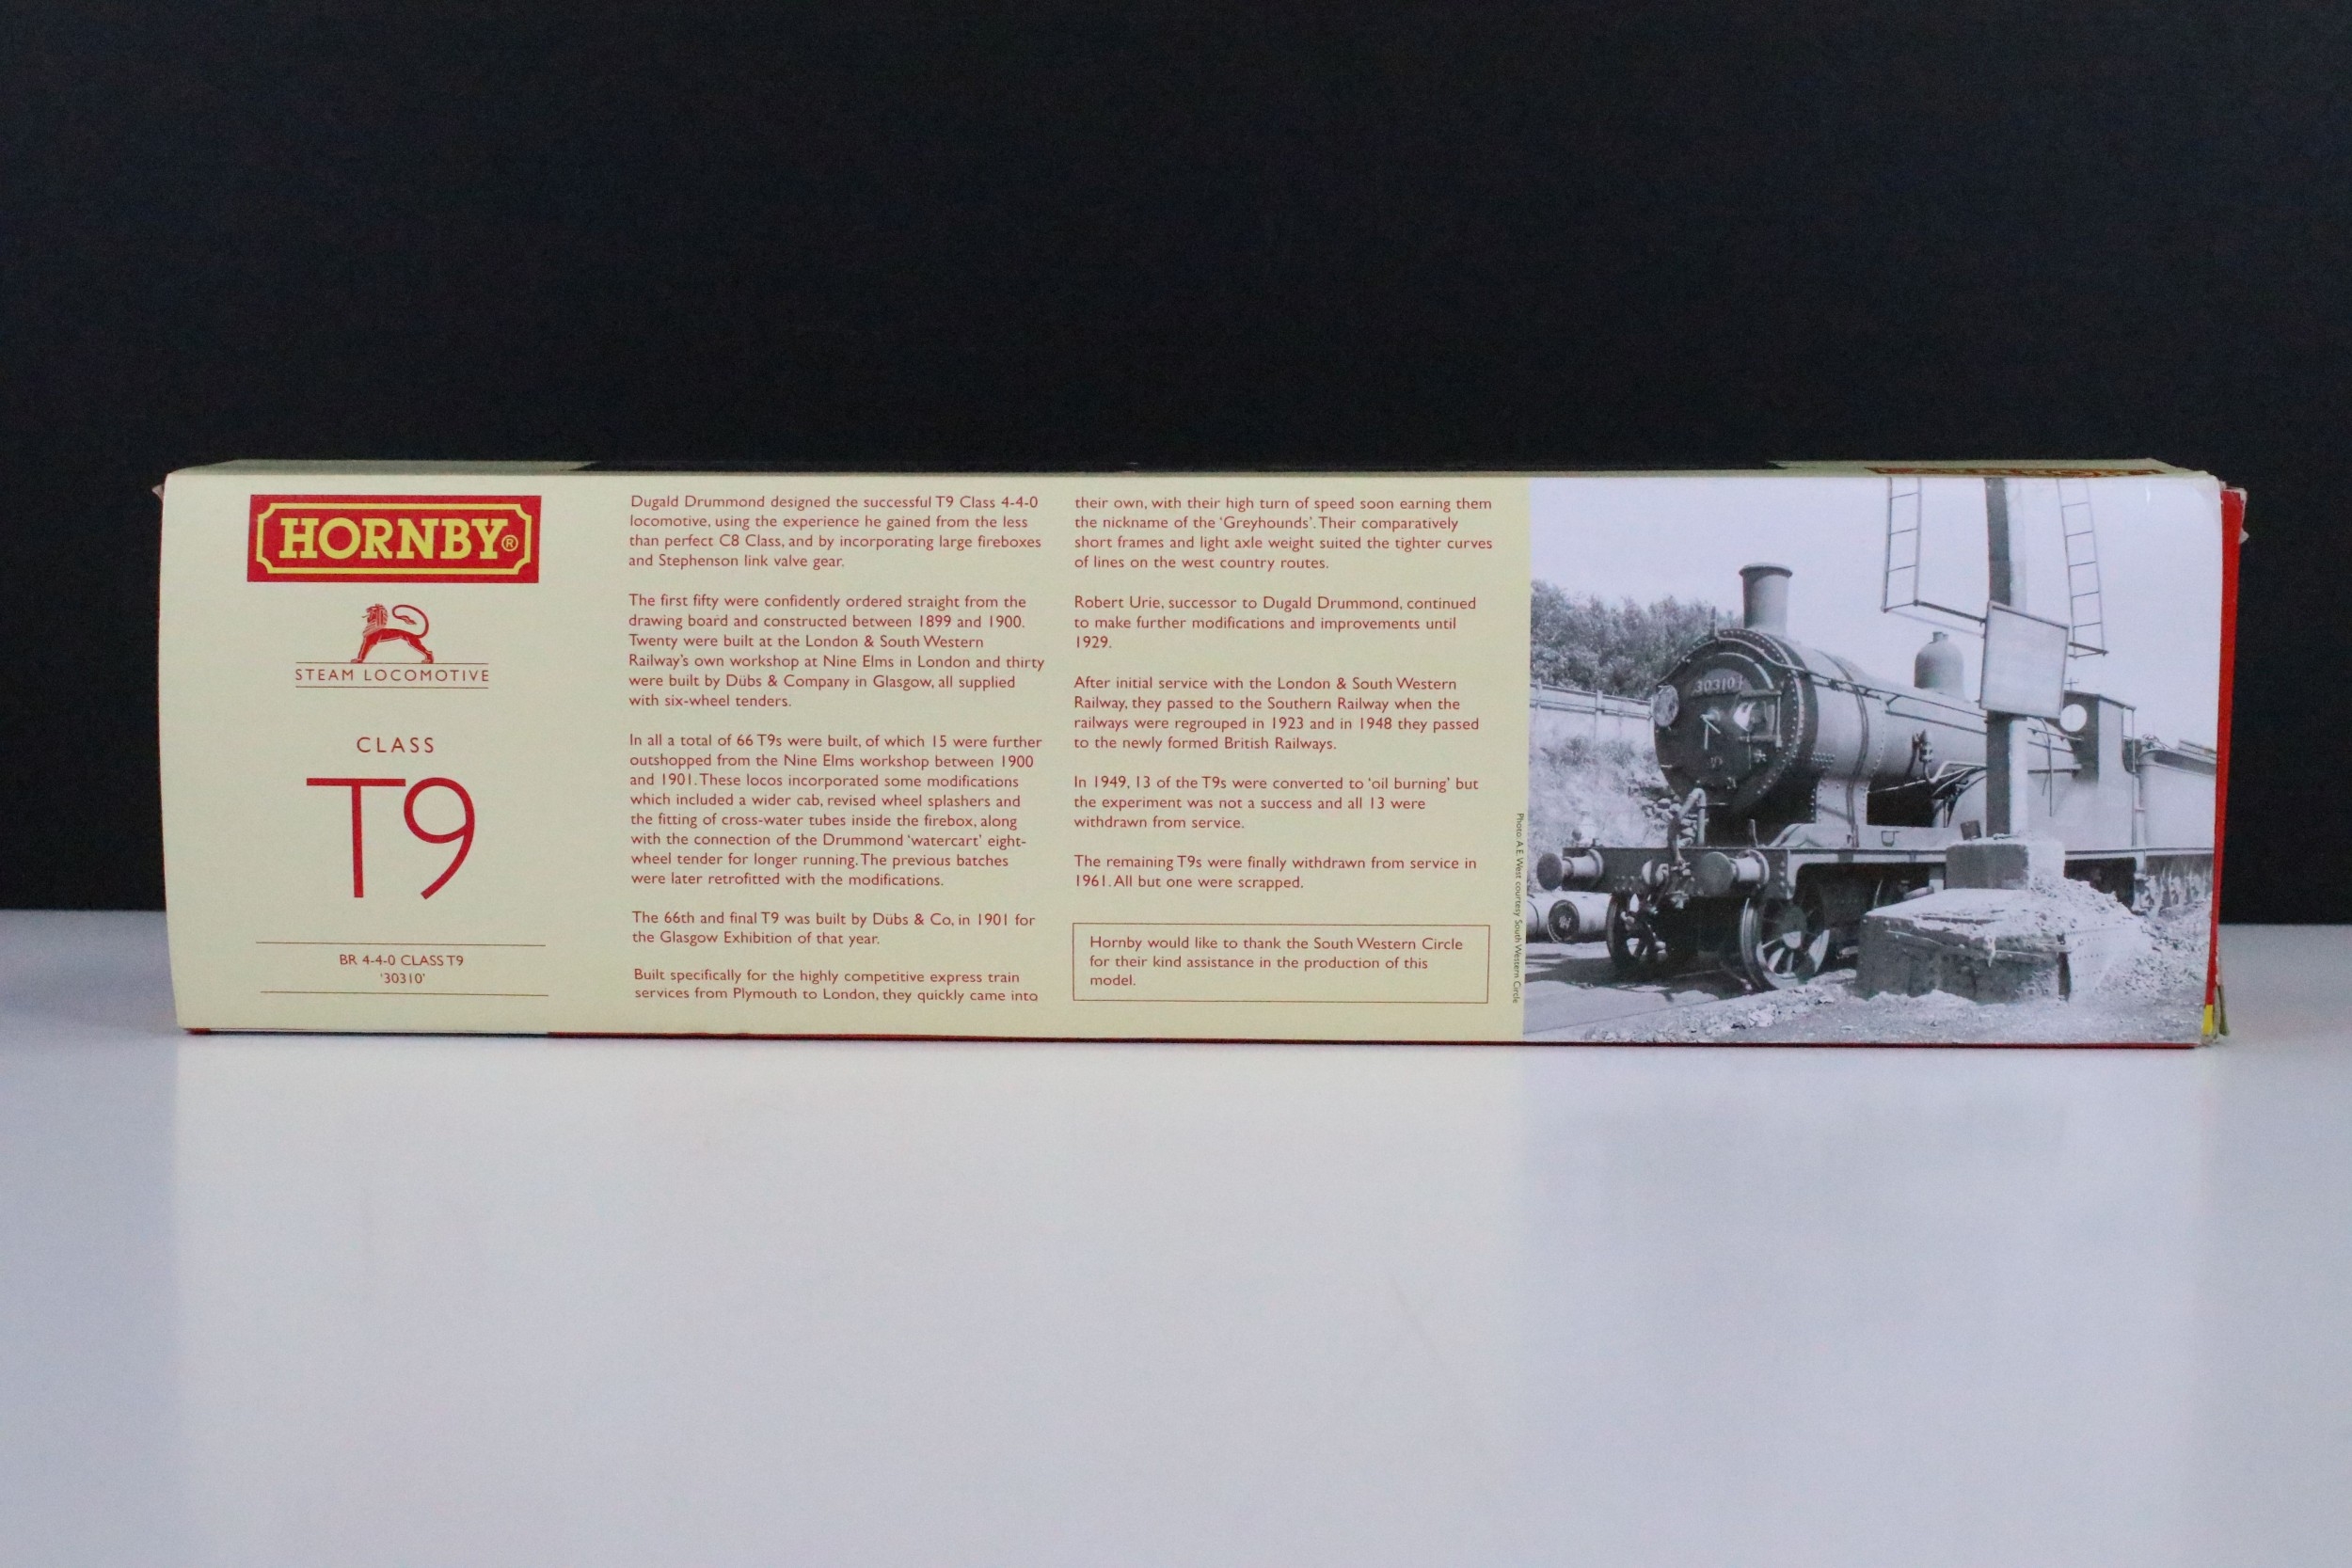 HORNBY®
STEAM LOCOMOTIVE
CLASS
T9
BR 4-4-0 CLASS T9
'30310'
Dugald Drummond designed the successful T9 Class 4-4-0
locomotive, using the experience he gained from the less
than perfect C8 Class, and by incorporating large fireboxes
and Stephenson link valve gear.
The first fifty were confidently ordered straight from the
drawing board and constructed between 1899 and 1900.
Twenty were built at the London & South Western
Railway's own workshop at Nine Elms in London and thirty
were built by Dübs & Company in Glasgow, all supplied
with six-wheel tenders.
In all a total of 66 T9s were built, of which 15 were further
outshopped from the Nine Elms workshop between 1900
and 1901. These locos incorporated some modifications
which included a wider cab, revised wheel splashers and
the fitting of cross-water tubes inside the firebox, along
with the connection of the Drummond 'watercart' eight-
wheel tender for longer running. The previous batches
were later retrofitted with the modifications.
The 66th and final T9 was built by Dübs & Co, in 1901 for
the Glasgow Exhibition of that year.
Built specifically for the highly competitive express train
services from Plymouth to London, they quickly came into
their own, with their high turn of speed soon earning them
the nickname of the 'Greyhounds'. Their comparatively
short frames and light axle weight suited the tighter curves
of lines on the west country routes.
Robert Urie, successor to Dugald Drummond, continued
to make further modifications and improvements until
1929.
After initial service with the London & South Western
Railway, they passed to the Southern Railway when the
railways were regrouped in 1923 and in 1948 they passed
to the newly formed British Railways.
In 1949, 13 of the T9s were converted to 'oil burning' but
the experiment was not a success and all 13 were
withdrawn from service.
The remaining T9s were finally withdrawn from service in
1961. All but one were scrapped.
Hornby would like to thank the South Western Circle
for their kind assistance in the production of this
model.
Photo: A E West courtesy South Western Circle
30310